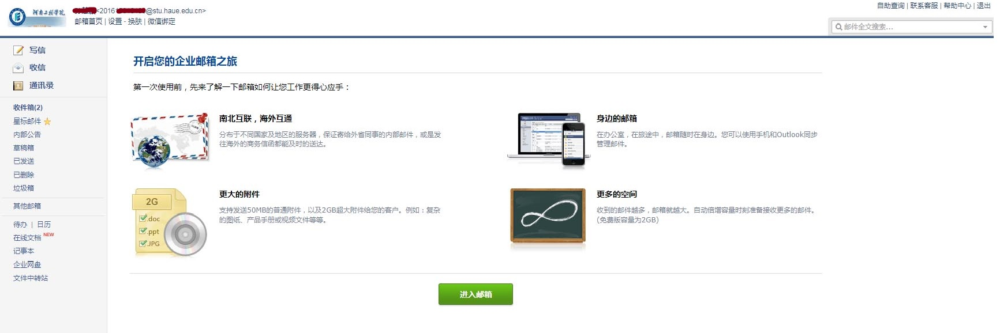 河南工程学院
<2016
@stu.haue.edu.cn>
邮箱首页 | 设置 - 换肤 | 微信绑定
自助查询 | 联系客服 | 帮助中心 | 退出
邮件全文搜索...
写信
收信
通讯录
收件箱(2)
星标邮件
内部公告
草稿箱
已发送
已删除
垃圾箱
其他邮箱
待办 | 日历
在线文档 NEW
记事本
企业网盘
文件中转站
开启您的企业邮箱之旅
第一次使用前，先来了解一下邮箱如何让您工作更得心应手：
南北互联，海外互通
分布于不同国家及地区的服务器，保证寄给外省同事的内部邮件，或是发
往海外的商务信函都能及时的送达。
身边的邮箱
在办公室，在旅途中，邮箱随时在身边。您可以使用手机和Outlook同步
管理邮件。
2G
.doc
.ppt
.JPG
更大的附件
支持发送50MB的普通附件，以及2GB超大附件给您的客户。例如：复杂
的图纸、产品手册或视频文件等等。
更多的空间
收到的邮件越多，邮箱就越大。自动倍增容量时刻准备接收更多的邮件。
(免费版容量为2GB)
进入邮箱